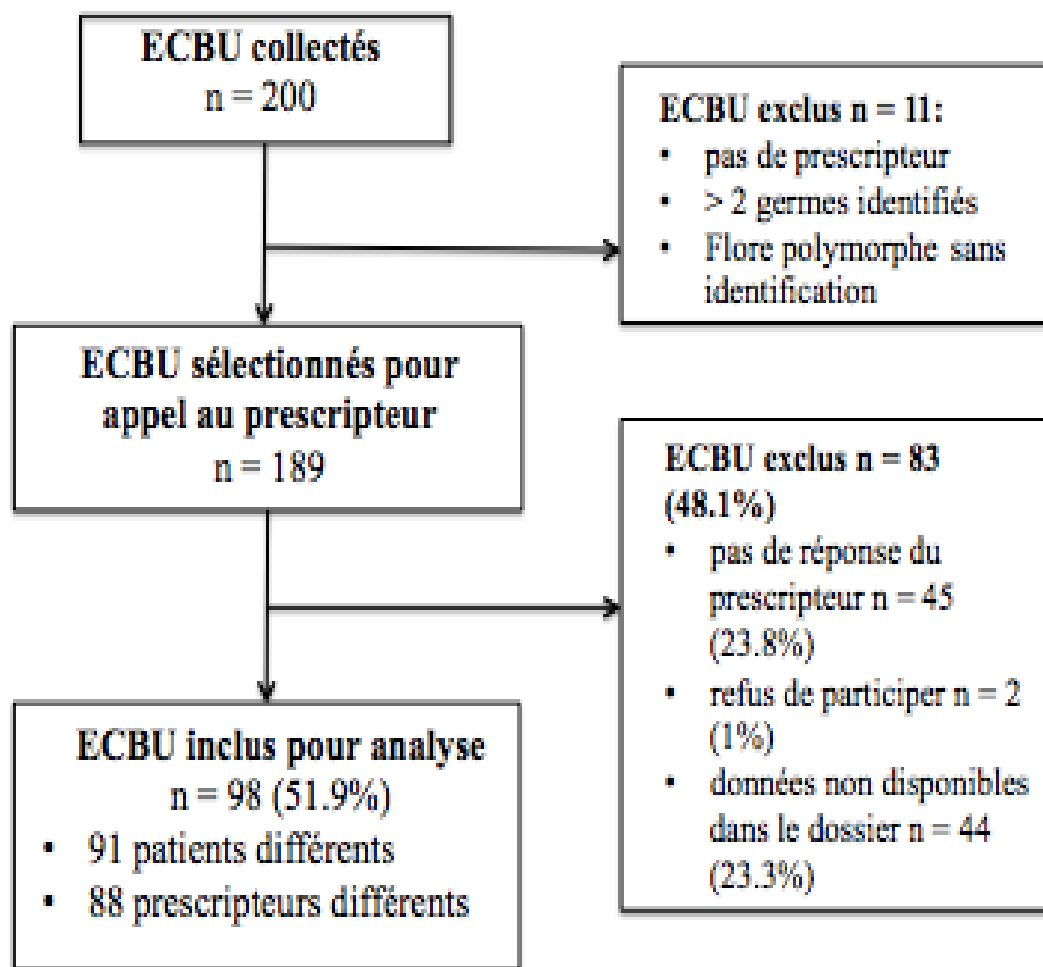 ECBU collectés
n = 200
ECBU exclus n = 11:
• pas de prescripteur
• > 2 germes identifiés
• Flore polymorphe sans
identification
ECBU sélectionnés pour
appel au prescripteur
n = 189
ECBU exclus n = 83
(48.1%)
• pas de réponse du
prescripteur n = 45
(23.8%)
• refus de participer n = 2
(1%)
• données non disponibles
dans le dossier n = 44
(23.3%)
ECBU inclus pour analyse
n = 98 (51.9%)
• 91 patients différents
• 88 prescripteurs différents